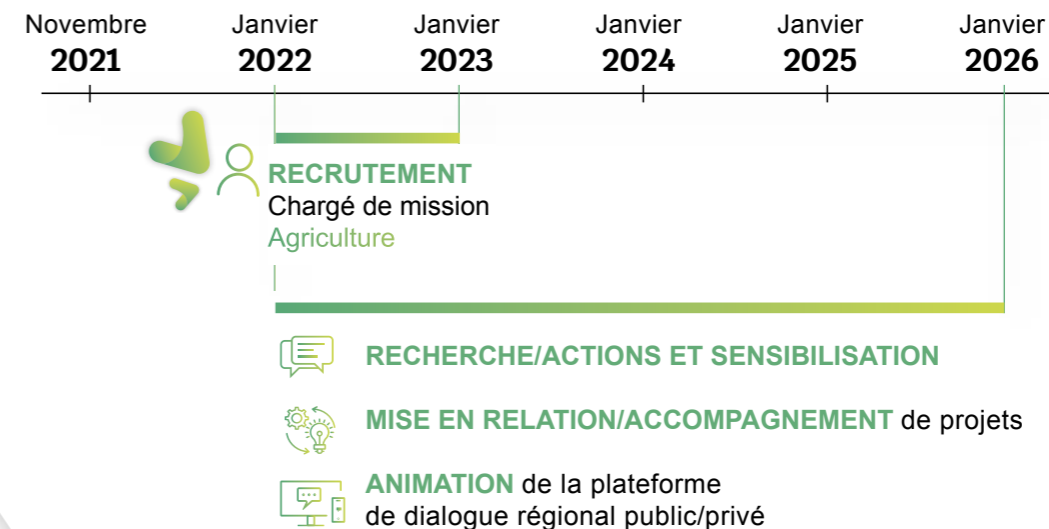 Novembre Janvier Janvier Janvier Janvier Janvier
2021 2022 2023 2024 2025 2026
RECRUTEMENT
Chargé de mission
Agriculture
RECHERCHE/ACTIONS ET SENSIBILISATION
MISE EN RELATION/ACCOMPAGNEMENT de projets
ANIMATION de la plateforme
de dialogue régional public/privé